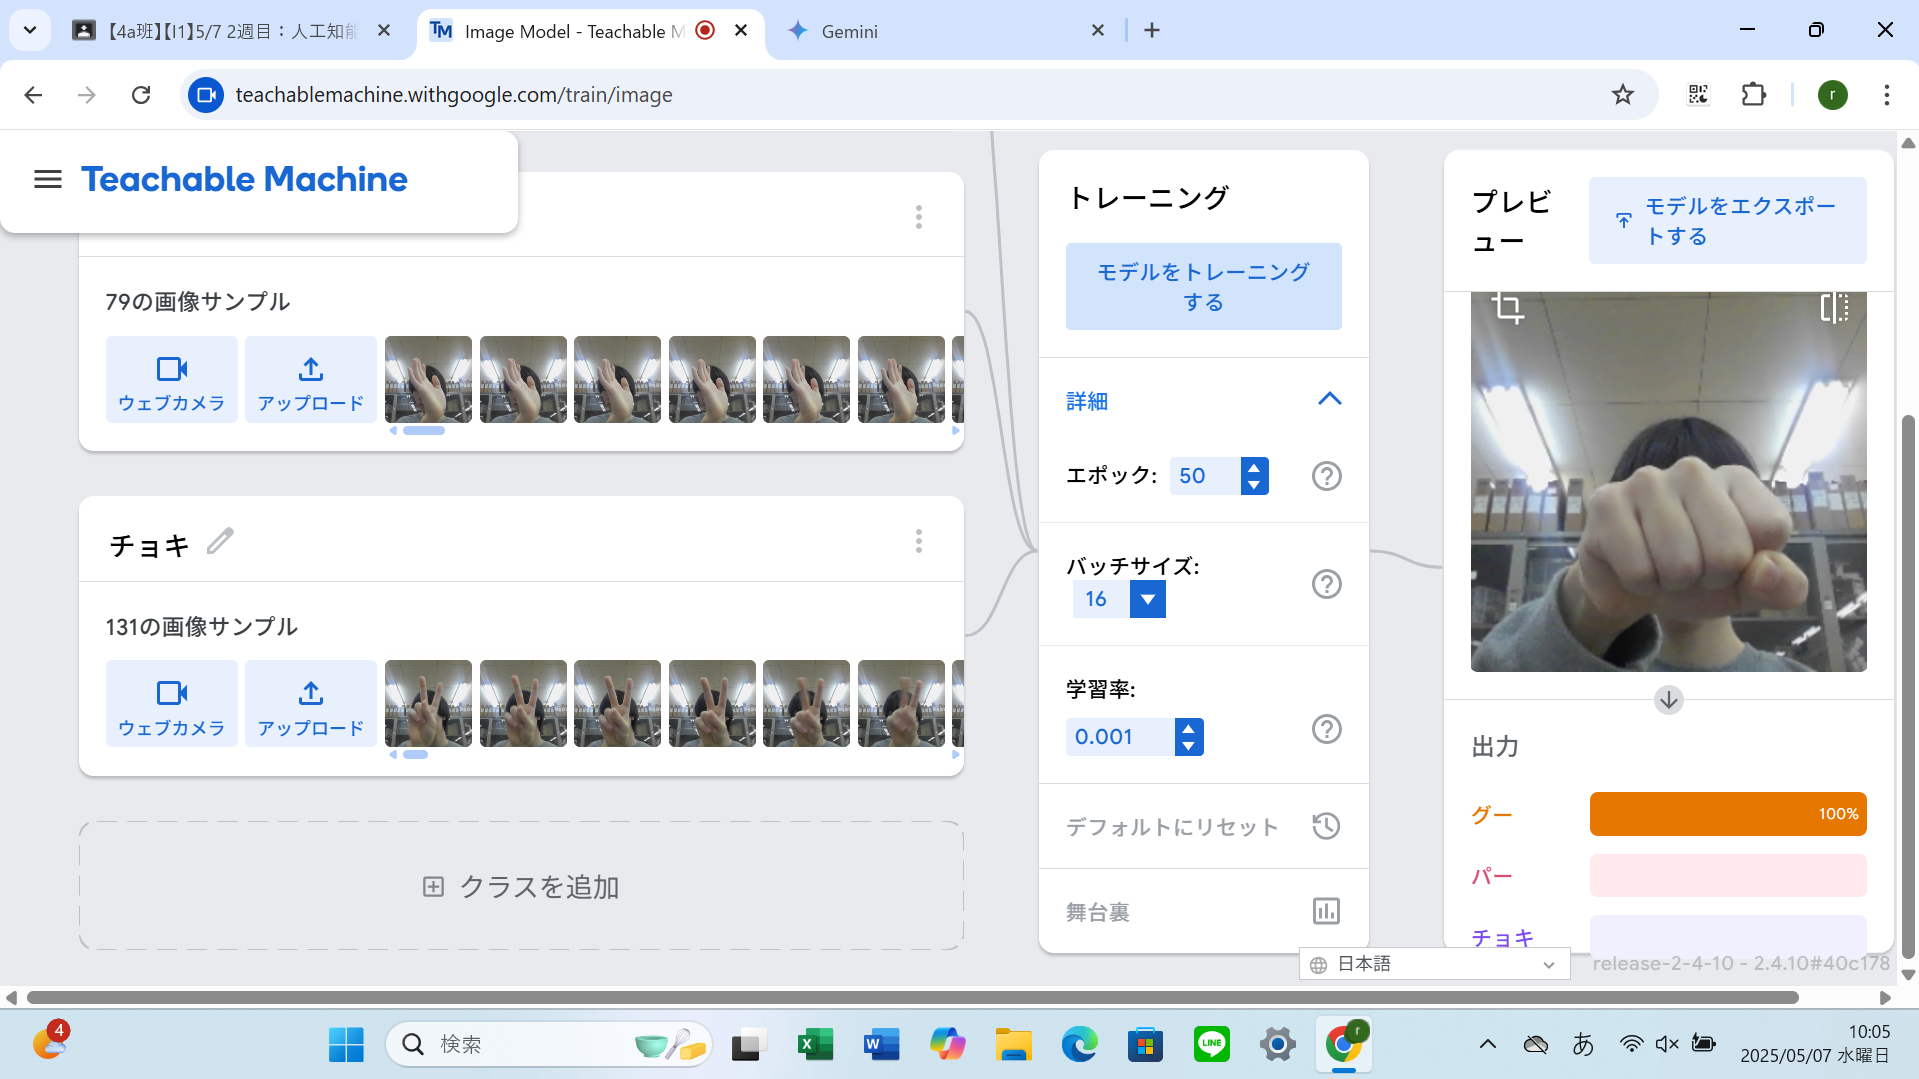 【4a班】【I1】5/7 2週目：人工知能
Image Model - Teachable M
Gemini
teachablemachine.withgoogle.com/train/image
r
Teachable Machine
79の画像サンプル
ウェブカメラ
アップロード
チョキ
131の画像サンプル
ウェブカメラ
アップロード
クラスを追加
トレーニング
モデルをトレーニング
する
詳細
エポック: 50
バッチサイズ:
16
学習率:
0.001
デフォルトにリセット
舞台裏
プレビ
ュー
モデルをエクスポー
トする
出力
グー 100%
パー
チョキ
日本語
release-2-4-10 - 2.4.10#40c178
4
検索
LINE
r
あ
10:05
2025/05/07 水曜日